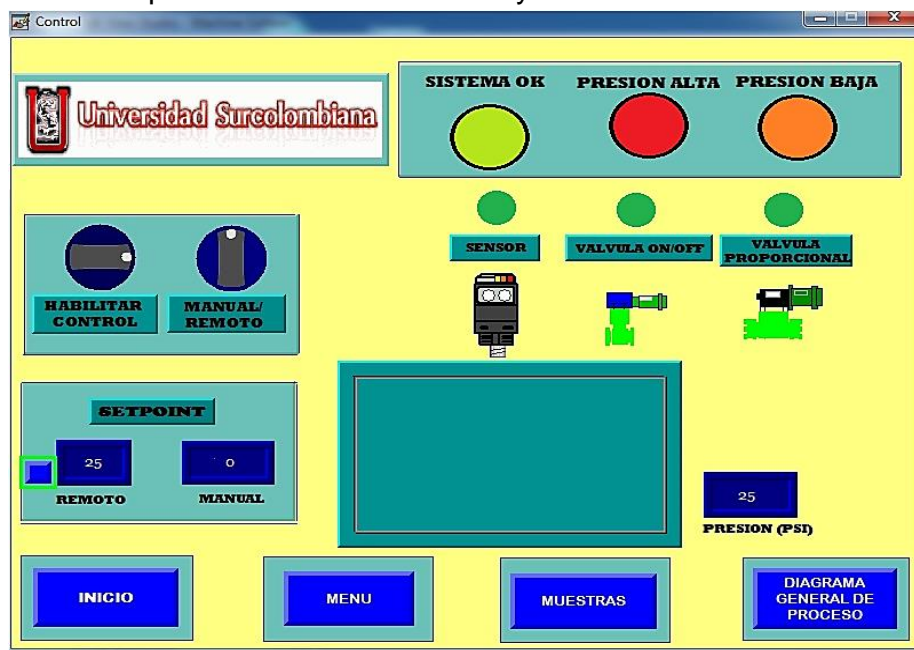 Control
Universidad Surcolombiana
SISTEMA OK
PRESION ALTA
PRESION BAJA
SENSOR
VALVULA ON/OFF
VALVULA
PROPORCIONAL
HABILITAR
CONTROL
MANUAL/
REMOTO
SETPOINT
25
0
REMOTO
MANUAL
25
PRESION (PSI)
INICIO
MENU
MUESTRAS
DIAGRAMA
GENERAL DE
PROCESO